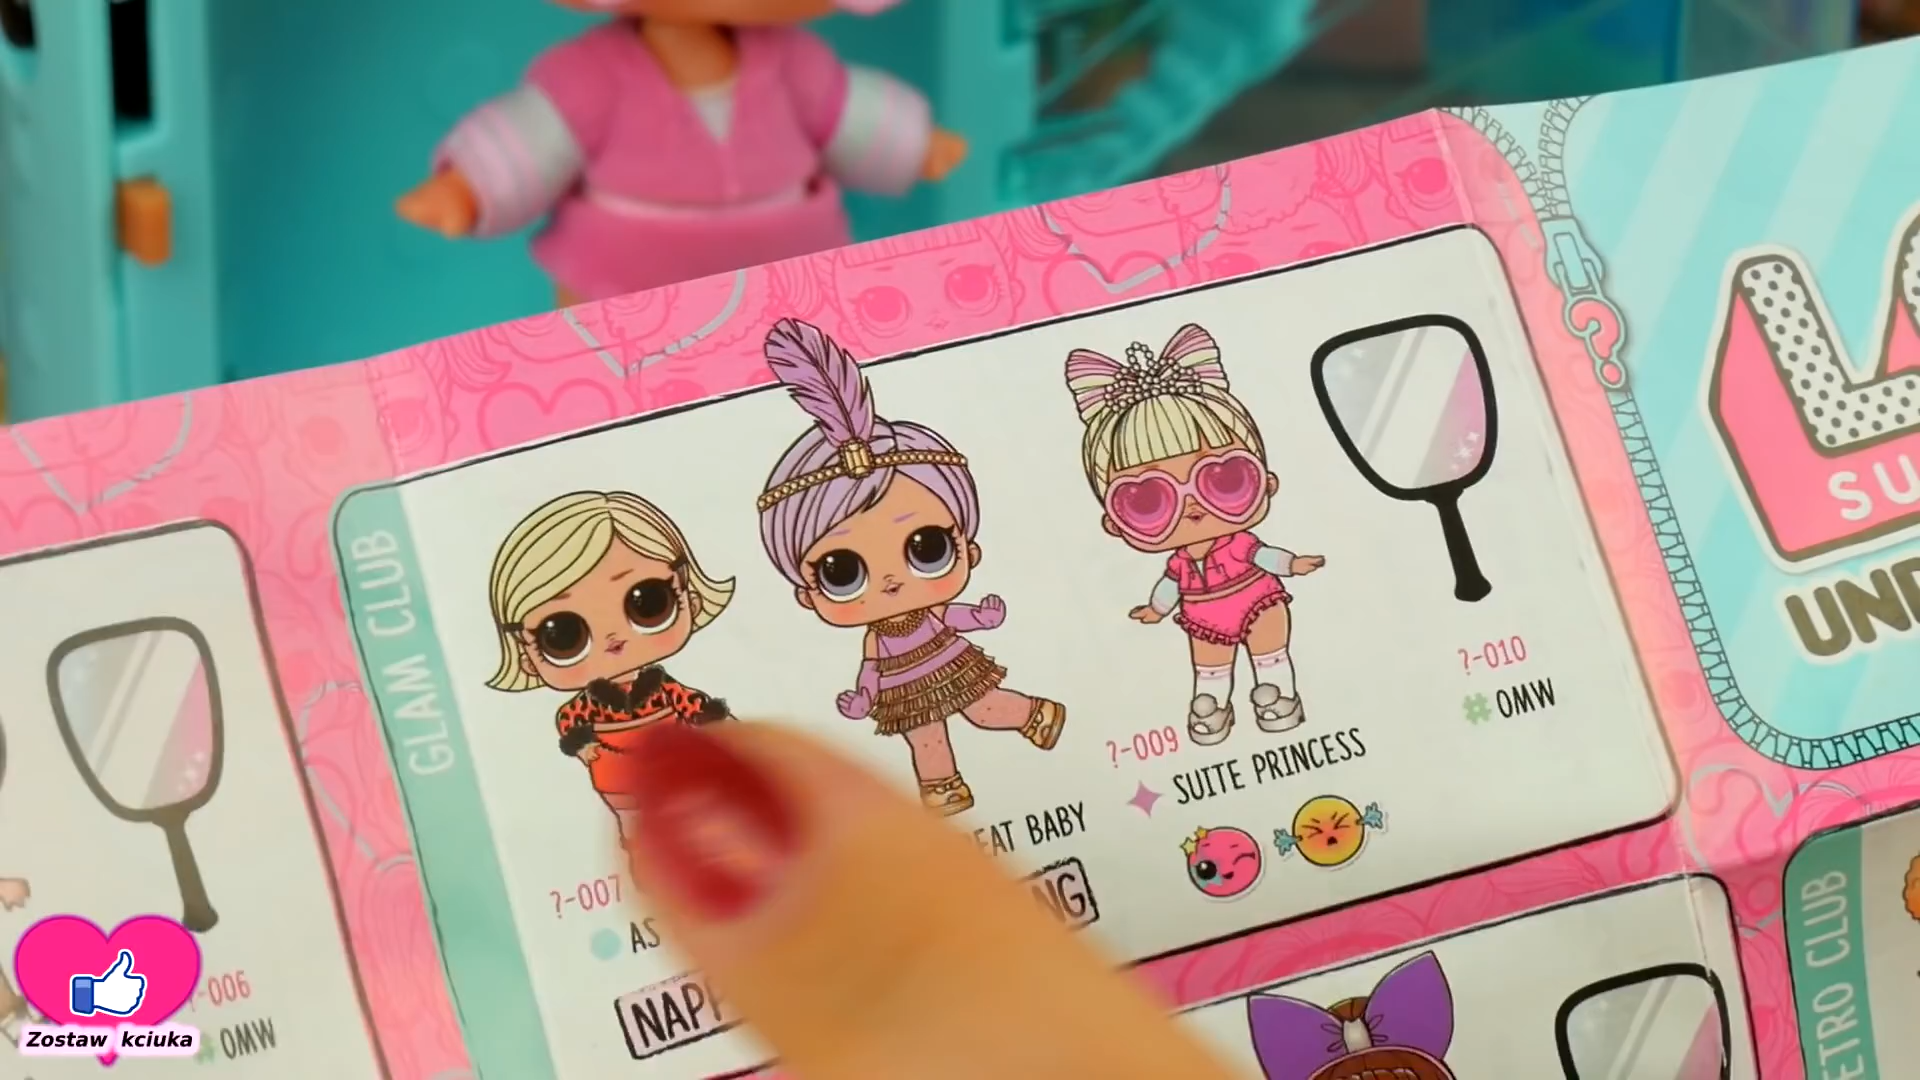 GLAM CLUB
?-007
AS
NAPP
EAT BABY
NG
?-009
SUITE PRINCESS
?-010
#OMW
SU
UND
-006
#OMW
ETRO CLUB
Zostaw kciuka